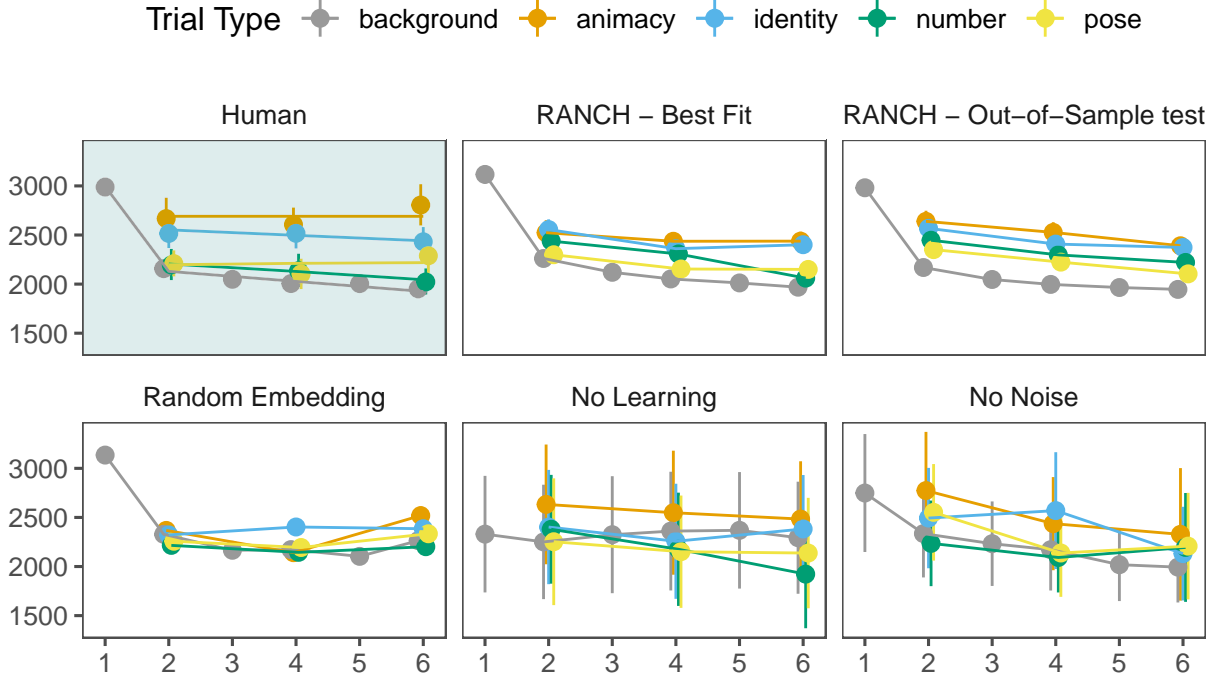 Trial Type background animacy identity number pose
Human RANCH − Best Fit RANCH − Out−of−Sample test
3000
2500
2000
1500
Random Embedding No Learning No Noise
3000
2500
2000
1500
1 2 3 4 5 6 1 2 3 4 5 6 1 2 3 4 5 6